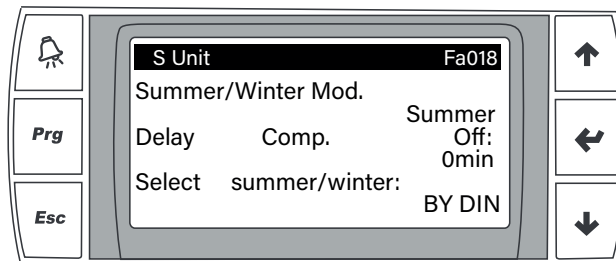 S Unit Fa018
Summer/Winter Mod.
Summer
Delay Comp. Off:
0min
Select summer/winter:
BY DIN
Prg
Esc